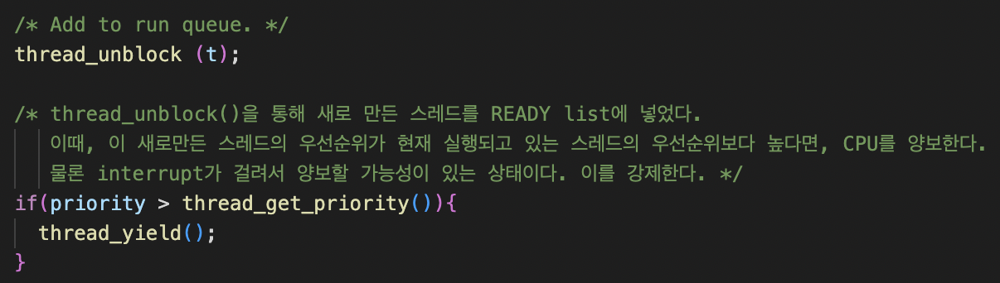 /* Add to run queue. */
thread_unblock (t);
/* thread_unblock()을 통해 새로 만든 스레드를 READY list에 넣었다.
이때, 이 새로만든 스레드의 우선순위가 현재 실행되고 있는 스레드의 우선순위보다 높다면, CPU를 양보한다.
물론 interrupt가 걸려서 양보할 가능성이 있는 상태이다. 이를 강제한다. */
if(priority > thread_get_priority()){
thread_yield();
}